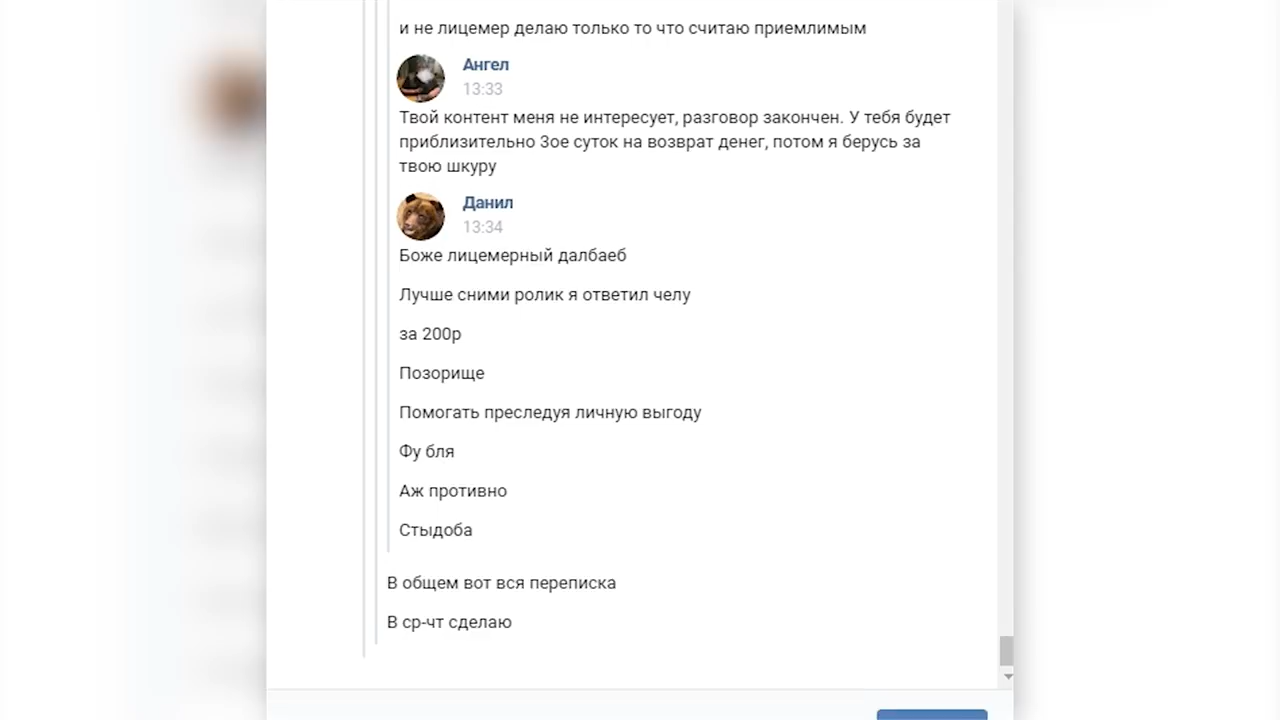 и не лицемер делаю только то что считаю приемлимым
Ангел
13:33
Твой контент меня не интересует, разговор закончен. У тебя будет
приблизительно 3ое суток на возврат денег, потом я берусь за
твою шкуру
Данил
13:34
Боже лицемерный далбаеб
Лучше сними ролик я ответил челу
за 200р
Позорище
Помогать преследуя личную выгоду
Фу бля
Аж противно
Стыдоба
В общем вот вся переписка
В ср-чт сделаю